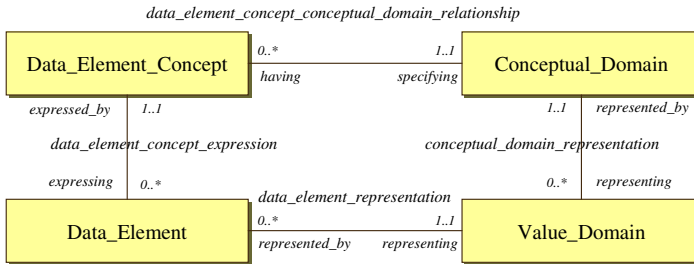 data_element_concept_conceptual_domain_relationship
Data_Element_Concept
0..*
1..1
having
specifying
Conceptual_Domain
expressed_by
1..1
1..1
represented_by
data_element_concept_expression
conceptual_domain_representation
expressing
0..*
0..*
representing
data_element_representation
Data_Element
0..*
1..1
represented_by
representing
Value_Domain